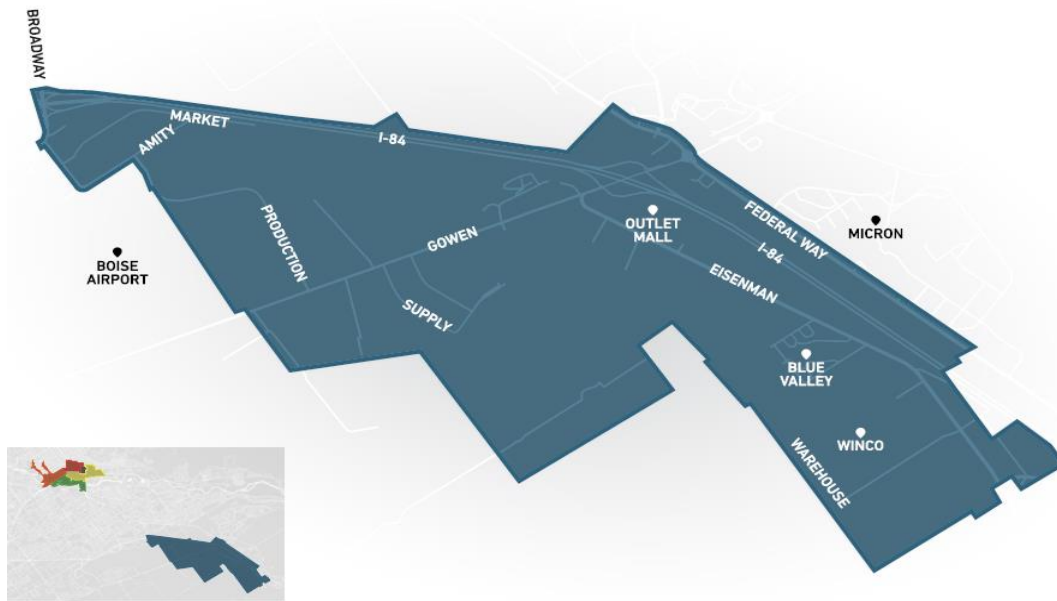 BROADWAY
MARKET
I-84
AMITY
PRODUCTION
GOWEN
OUTLET
MALL
FEDERAL WAY
MICRON
I-84
BOISE
AIRPORT
EISENMAN
SUPPLY
BLUE
VALLEY
WINCO
WAREHOUSE